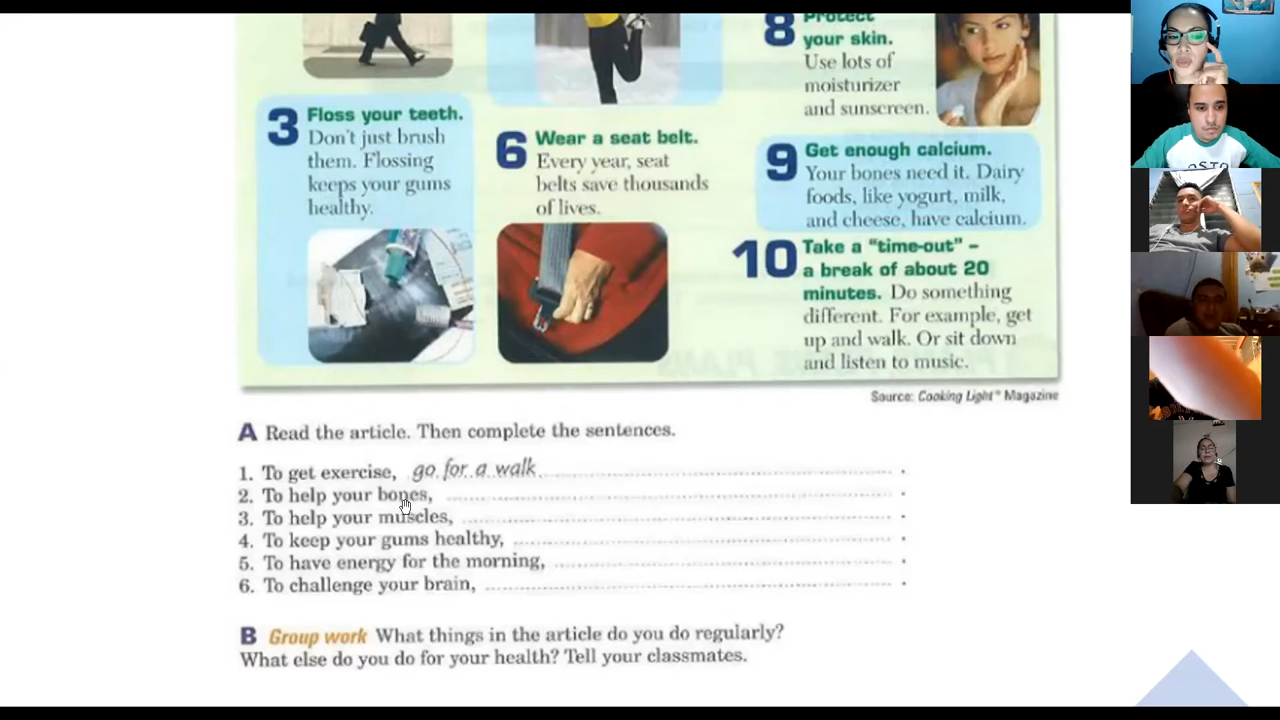 3 Floss your teeth.
Don't just brush
them. Flossing
keeps your gums
healthy.
6 Wear a seat belt.
Every year, seat
belts save thousands
of lives.
8 Protect
your skin.
Use lots of
moisturizer
and sunscreen.
9 Get enough calcium.
Your bones need it. Dairy
foods, like yogurt, milk,
and cheese, have calcium.
10 Take a “time-out” –
a break of about 20
minutes. Do something
different. For example, get
up and walk. Or sit down
and listen to music.
Source: Cooking Light® Magazine
A Read the article. Then complete the sentences.
1. To get exercise, go for a walk.
2. To help your bones,
3. To help your muscles,
4. To keep your gums healthy,
5. To have energy for the morning,
6. To challenge your brain,
B Group work What things in the article do you do regularly?
What else do you do for your health? Tell your classmates.